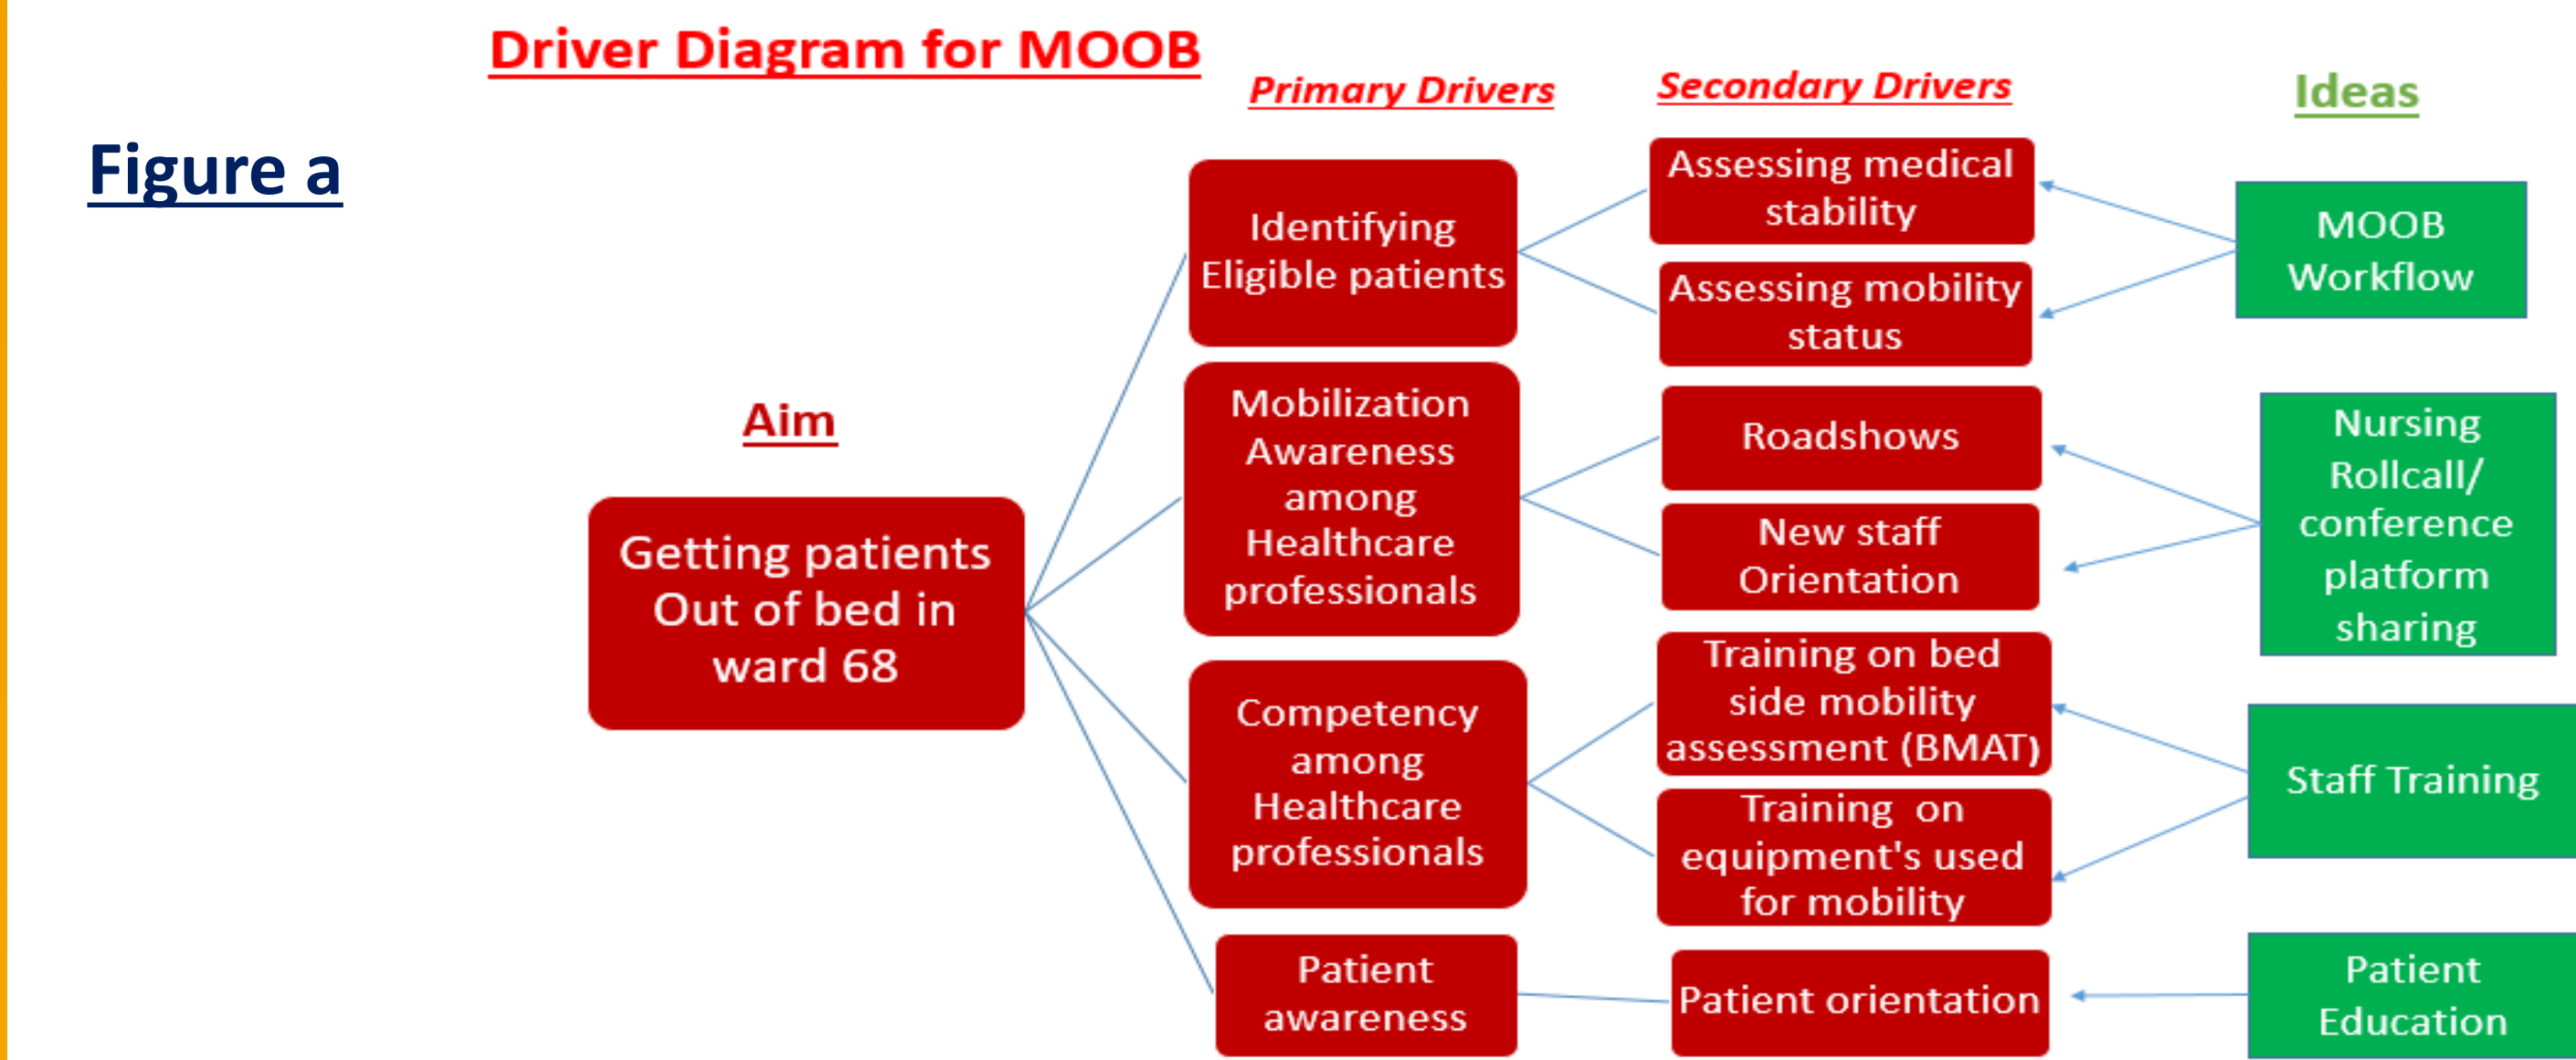 Driver Diagram for MOOB
Primary Drivers
Secondary Drivers
Ideas
Figure a
Aim
Getting patients
Out of bed in
ward 68
Identifying
Eligible patients
Mobilization
Awareness
among
Healthcare
professionals
Competency
among
Healthcare
professionals
Patient
awareness
Assessing medical
stability
Assessing mobility
status
Roadshows
New staff
Orientation
Training on bed
side mobility
assessment (BMAT)
Training on
equipment's used
for mobility
Patient orientation
MOOB
Workflow
Nursing
Rollcall/
conference
platform
sharing
Staff Training
Patient
Education